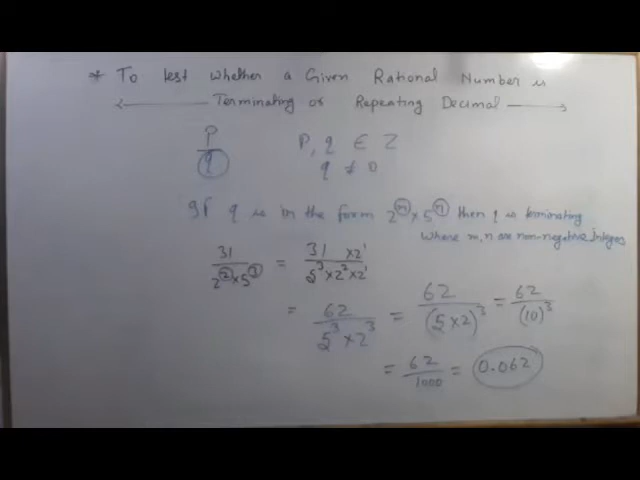 * To test whether a Given Rational Number is
Terminating or Repeating Decimal
P/q P, q ∈ Z
q ≠ 0
If q is in the form 2^m × 5^n then q is terminating
where m, n are non-negative Integers
31/(2^2 × 5^3) = (31 × 2^1)/(5^3 × 2^2 × 2^1)
= 62/(5^3 × 2^3) = 62/(5 × 2)^3 = 62/(10)^3
= 62/1000 = 0.062